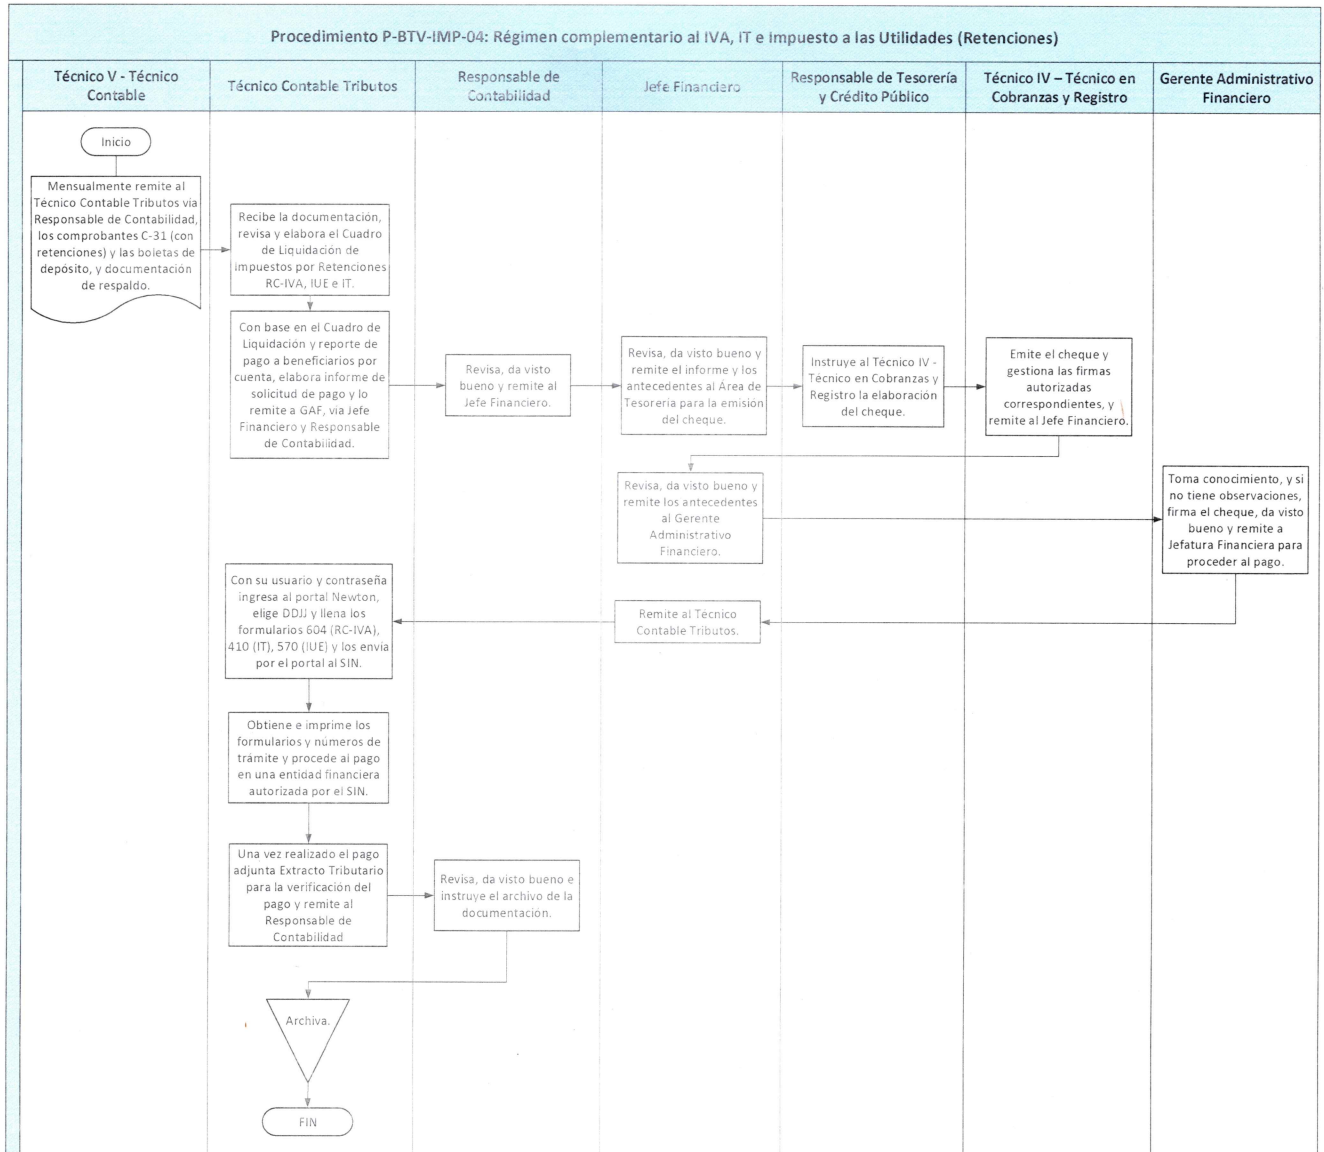 Procedimiento P-BTV-IMP-04: Régimen complementario al IVA, IT e Impuesto a las Utilidades (Retenciones)
Técnico V - Técnico
Contable
Técnico Contable Tributos
Responsable de
Contabilidad
Jefe Financiero
Responsable de Tesorería
y Crédito Público
Técnico IV – Técnico en
Cobranzas y Registro
Gerente Administrativo
Financiero
Inicio
Mensualmente remite al
Técnico Contable Tributos vía
Responsable de Contabilidad,
los comprobantes C-31 (con
retenciones) y las boletas de
depósito, y documentación
de respaldo.
Recibe la documentación,
revisa y elabora el Cuadro
de Liquidación de
impuestos por Retenciones
RC-IVA, IUE e IT.
Con base en el Cuadro de
Liquidación y reporte de
pago a beneficiarios por
cuenta, elabora informe de
solicitud de pago y lo
remite a GAF, vía Jefe
Financiero y Responsable
de Contabilidad.
Revisa, da visto
bueno y remite al
Jefe Financiero.
Revisa, da visto bueno y
remite el informe y los
antecedentes al Área de
Tesorería para la emisión
del cheque.
Instruye al Técnico IV -
Técnico en Cobranzas y
Registro la elaboración
del cheque.
Emite el cheque y
gestiona las firmas
autorizadas
correspondientes, y
remite al Jefe Financiero.
Revisa, da visto bueno y
remite los antecedentes
al Gerente
Administrativo
Financiero.
Toma conocimiento, y si
no tiene observaciones,
firma el cheque, da visto
bueno y remite a
Jefatura Financiera para
proceder al pago.
Remite al Técnico
Contable Tributos.
Con su usuario y contraseña
ingresa al portal Newton,
elige DDJJ y llena los
formularios 604 (RC-IVA),
410 (IT), 570 (IUE) y los envía
por el portal al SIN.
Obtiene e imprime los
formularios y números de
trámite y procede al pago
en una entidad financiera
autorizada por el SIN.
Una vez realizado el pago
adjunta Extracto Tributario
para la verificación del
pago y remite al
Responsable de
Contabilidad
Revisa, da visto bueno e
instruye el archivo de la
documentación.
Archiva.
FIN